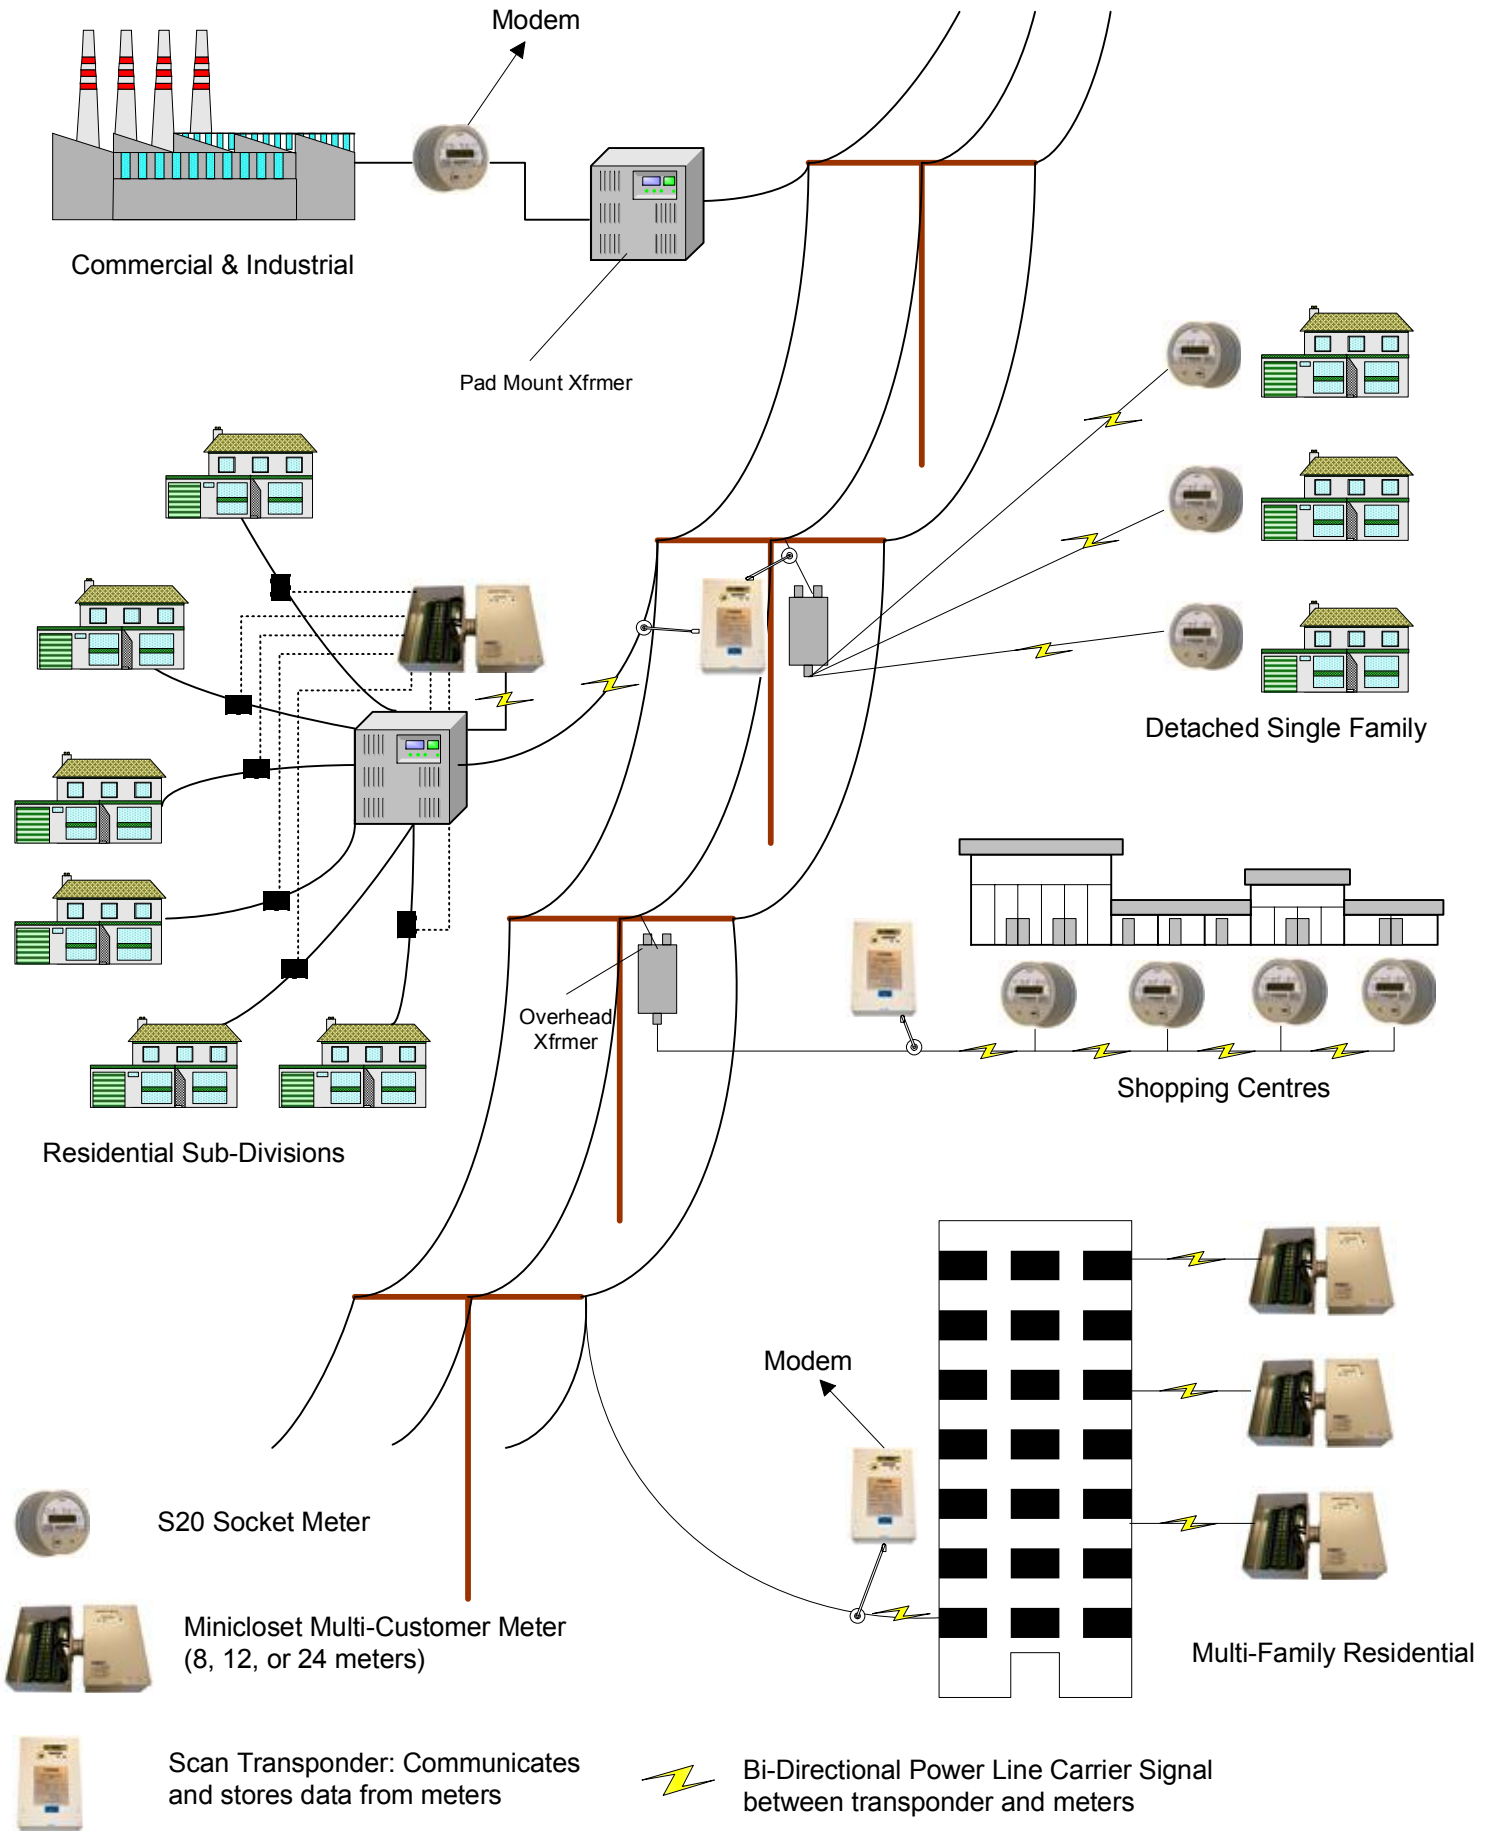 Modem
Commercial & Industrial
Pad Mount Xfrmer
Detached Single Family
Overhead
Xfrmer
Shopping Centres
Residential Sub-Divisions
Modem
S20 Socket Meter
Minicloset Multi-Customer Meter
(8, 12, or 24 meters)
Multi-Family Residential
Scan Transponder: Communicates
and stores data from meters
Bi-Directional Power Line Carrier Signal
between transponder and meters